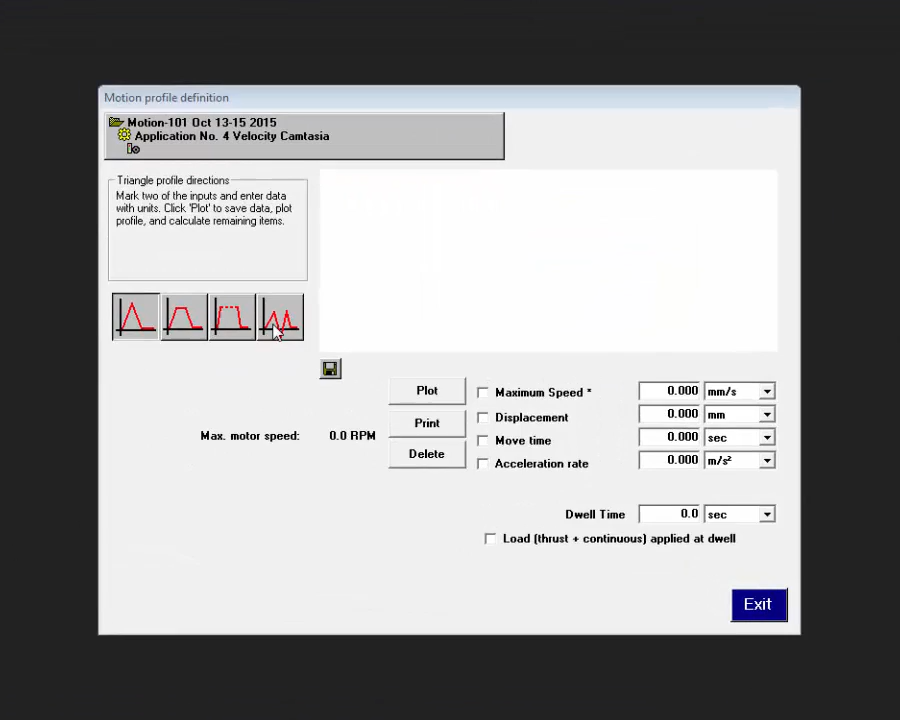 Motion profile definition
Motion-101 Oct 13-15 2015
Application No. 4 Velocity Camtasia
Triangle profile directions
Mark two of the inputs and enter data
with units. Click 'Plot' to save data, plot
profile, and calculate remaining items.
Plot
Maximum Speed * 0.000 mm/s
Displacement 0.000 mm
Print
Max. motor speed: 0.0 RPM
Move time 0.000 sec
Delete
Acceleration rate 0.000 m/s²
Dwell Time 0.0 sec
Load (thrust + continuous) applied at dwell
Exit